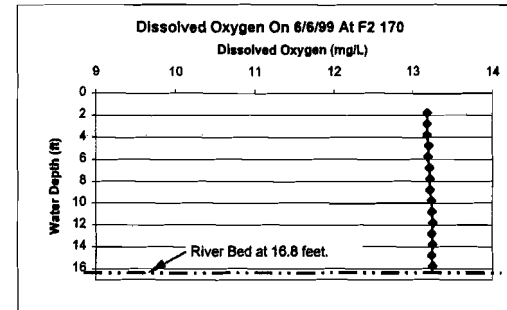 Dissolved Oxygen On 6/6/99 At F2 170
Dissolved Oxygen (mg/L)
9 10 11 12 13 14
Water Depth (ft)
0
2
4
6
8
10
12
14
16
River Bed at 16.8 feet.